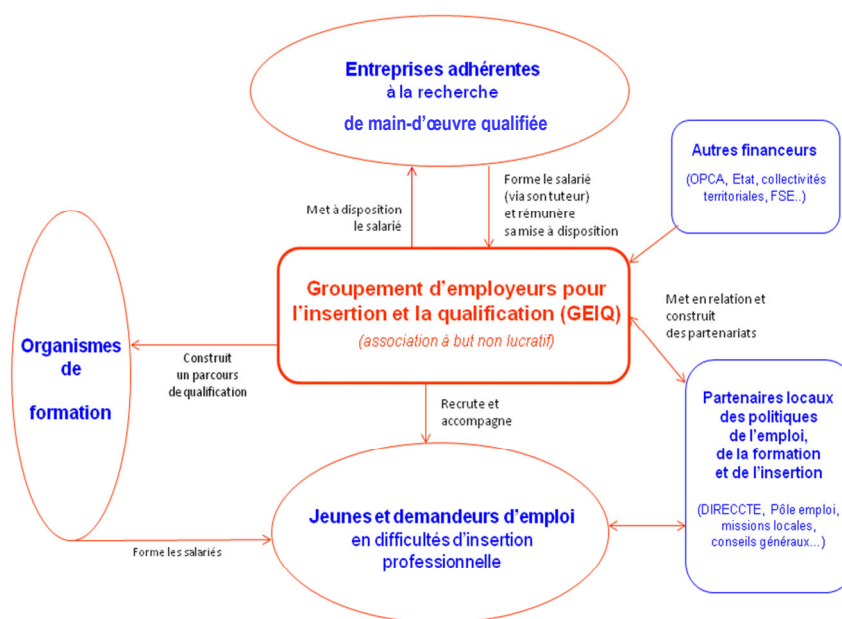 Entreprises adhérentes
à la recherche
de main-d'œuvre qualifiée
Autres financeurs
(OPCA, Etat, collectivités
territoriales, FSE..)
Met à disposition
le salarié
Forme le salarié
(via son tuteur)
et rémunère
sa mise à disposition
Groupement d'employeurs pour
l'insertion et la qualification (GEIQ)
(association à but non lucratif)
Met en relation et
construit
des partenariats
Organismes
de
formation
Construit
un parcours
de qualification
Recrute et
accompagne
Partenaires locaux
des politiques
de l'emploi,
de la formation
et de l'insertion
(DIRECCTE, Pôle emploi,
missions locales,
conseils généraux...)
Jeunes et demandeurs d'emploi
en difficultés d'insertion
professionnelle
Forme les salariés